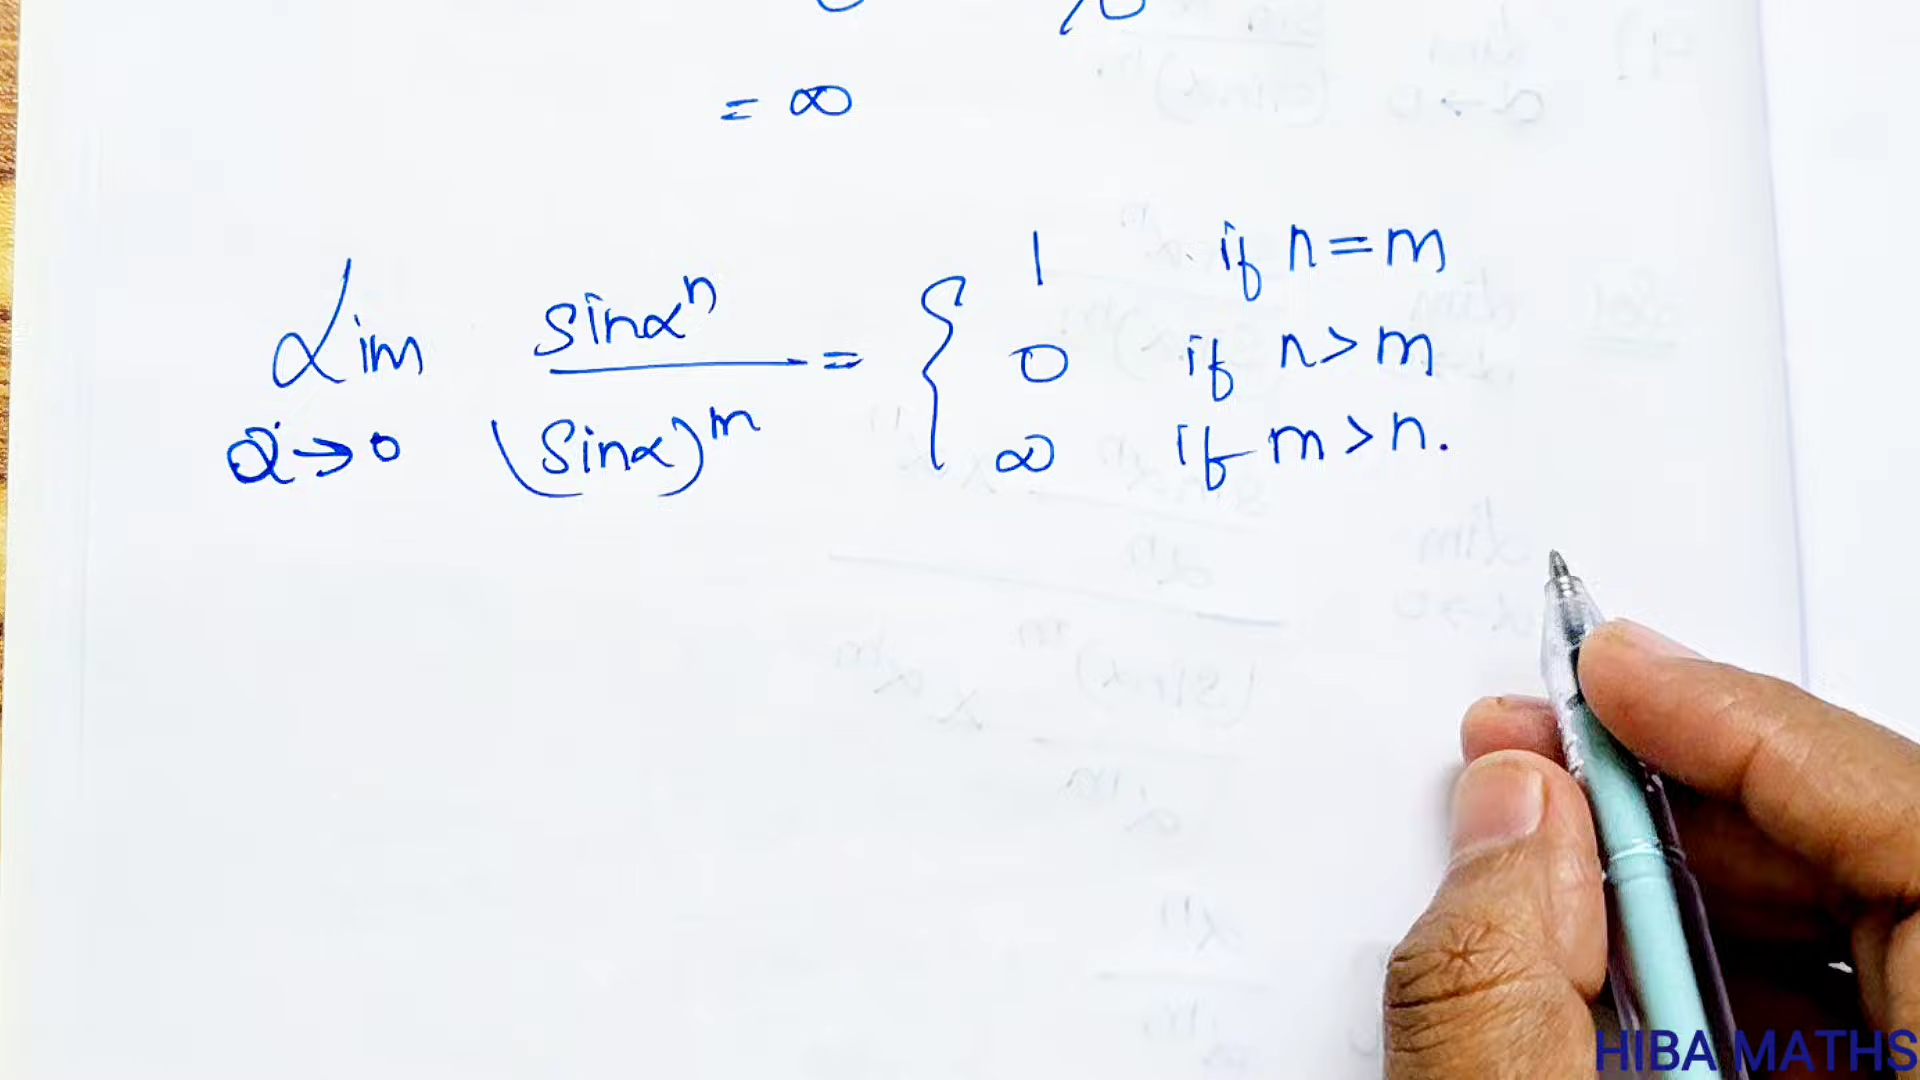 = ∞
Lim sinαⁿ / (sinα)ᵐ = { 1 if n = m
α→0 0 if n > m
∞ if m > n.
HIBA MATHS